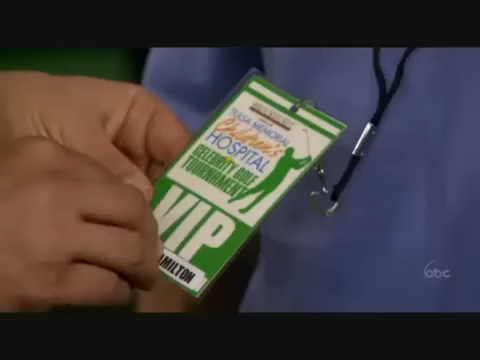 TULSA MEMORIAL
Children's
HOSPITAL
CELEBRITY GOLF
TOURNAMENT
VIP
AMILTON
abc